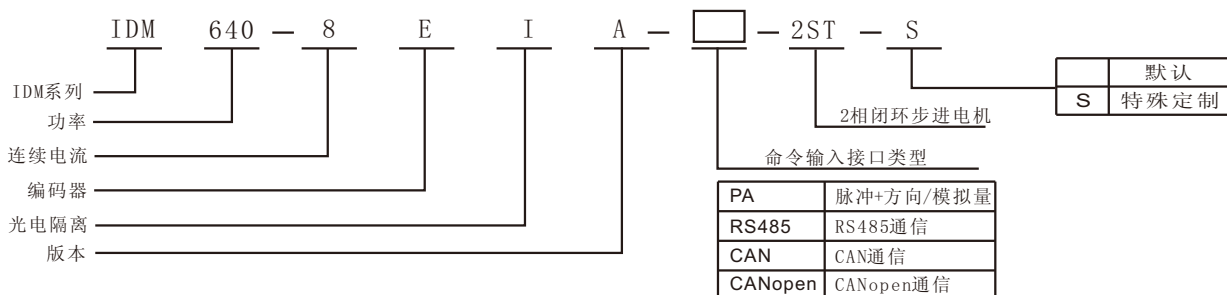 IDM 640 - 8 E I A - □ - 2ST - S
默认
S 特殊定制
IDM系列
功率
连续电流
编码器
光电隔离
版本
2相闭环步进电机
命令输入接口类型
PA 脉冲+方向/模拟量
RS485 RS485通信
CAN CAN通信
CANopen CANopen通信